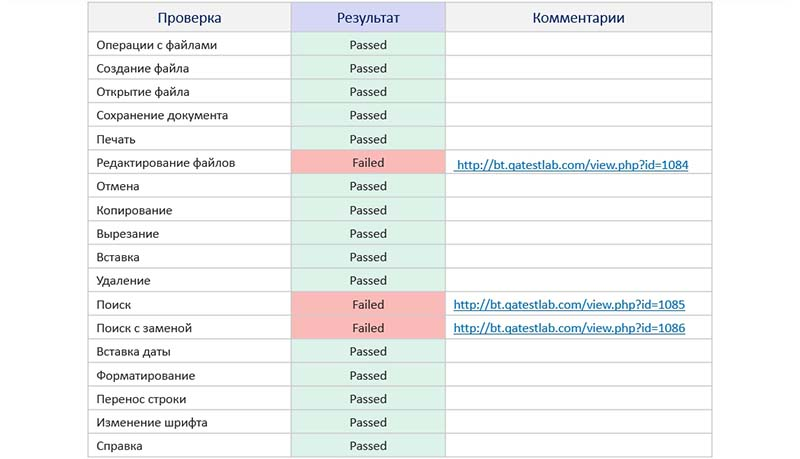 Проверка Результат Комментарии
Операции с файлами Passed
Создание файла Passed
Открытие файла Passed
Сохранение документа Passed
Печать Passed
Редактирование файлов Failed http://bt.qatestlab.com/view.php?id=1084
Отмена Passed
Копирование Passed
Вырезание Passed
Вставка Passed
Удаление Passed
Поиск Failed http://bt.qatestlab.com/view.php?id=1085
Поиск с заменой Failed http://bt.qatestlab.com/view.php?id=1086
Вставка даты Passed
Форматирование Passed
Перенос строки Passed
Изменение шрифта Passed
Справка Passed